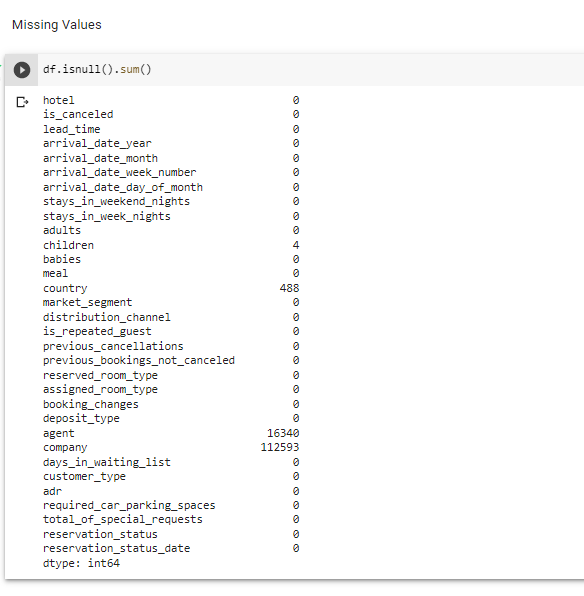 Missing Values
df.isnull().sum()
hotel 0
is_canceled 0
lead_time 0
arrival_date_year 0
arrival_date_month 0
arrival_date_week_number 0
arrival_date_day_of_month 0
stays_in_weekend_nights 0
stays_in_week_nights 0
adults 0
children 4
babies 0
meal 0
country 488
market_segment 0
distribution_channel 0
is_repeated_guest 0
previous_cancellations 0
previous_bookings_not_canceled 0
reserved_room_type 0
assigned_room_type 0
booking_changes 0
deposit_type 0
agent 16340
company 112593
days_in_waiting_list 0
customer_type 0
adr 0
required_car_parking_spaces 0
total_of_special_requests 0
reservation_status 0
reservation_status_date 0
dtype: int64